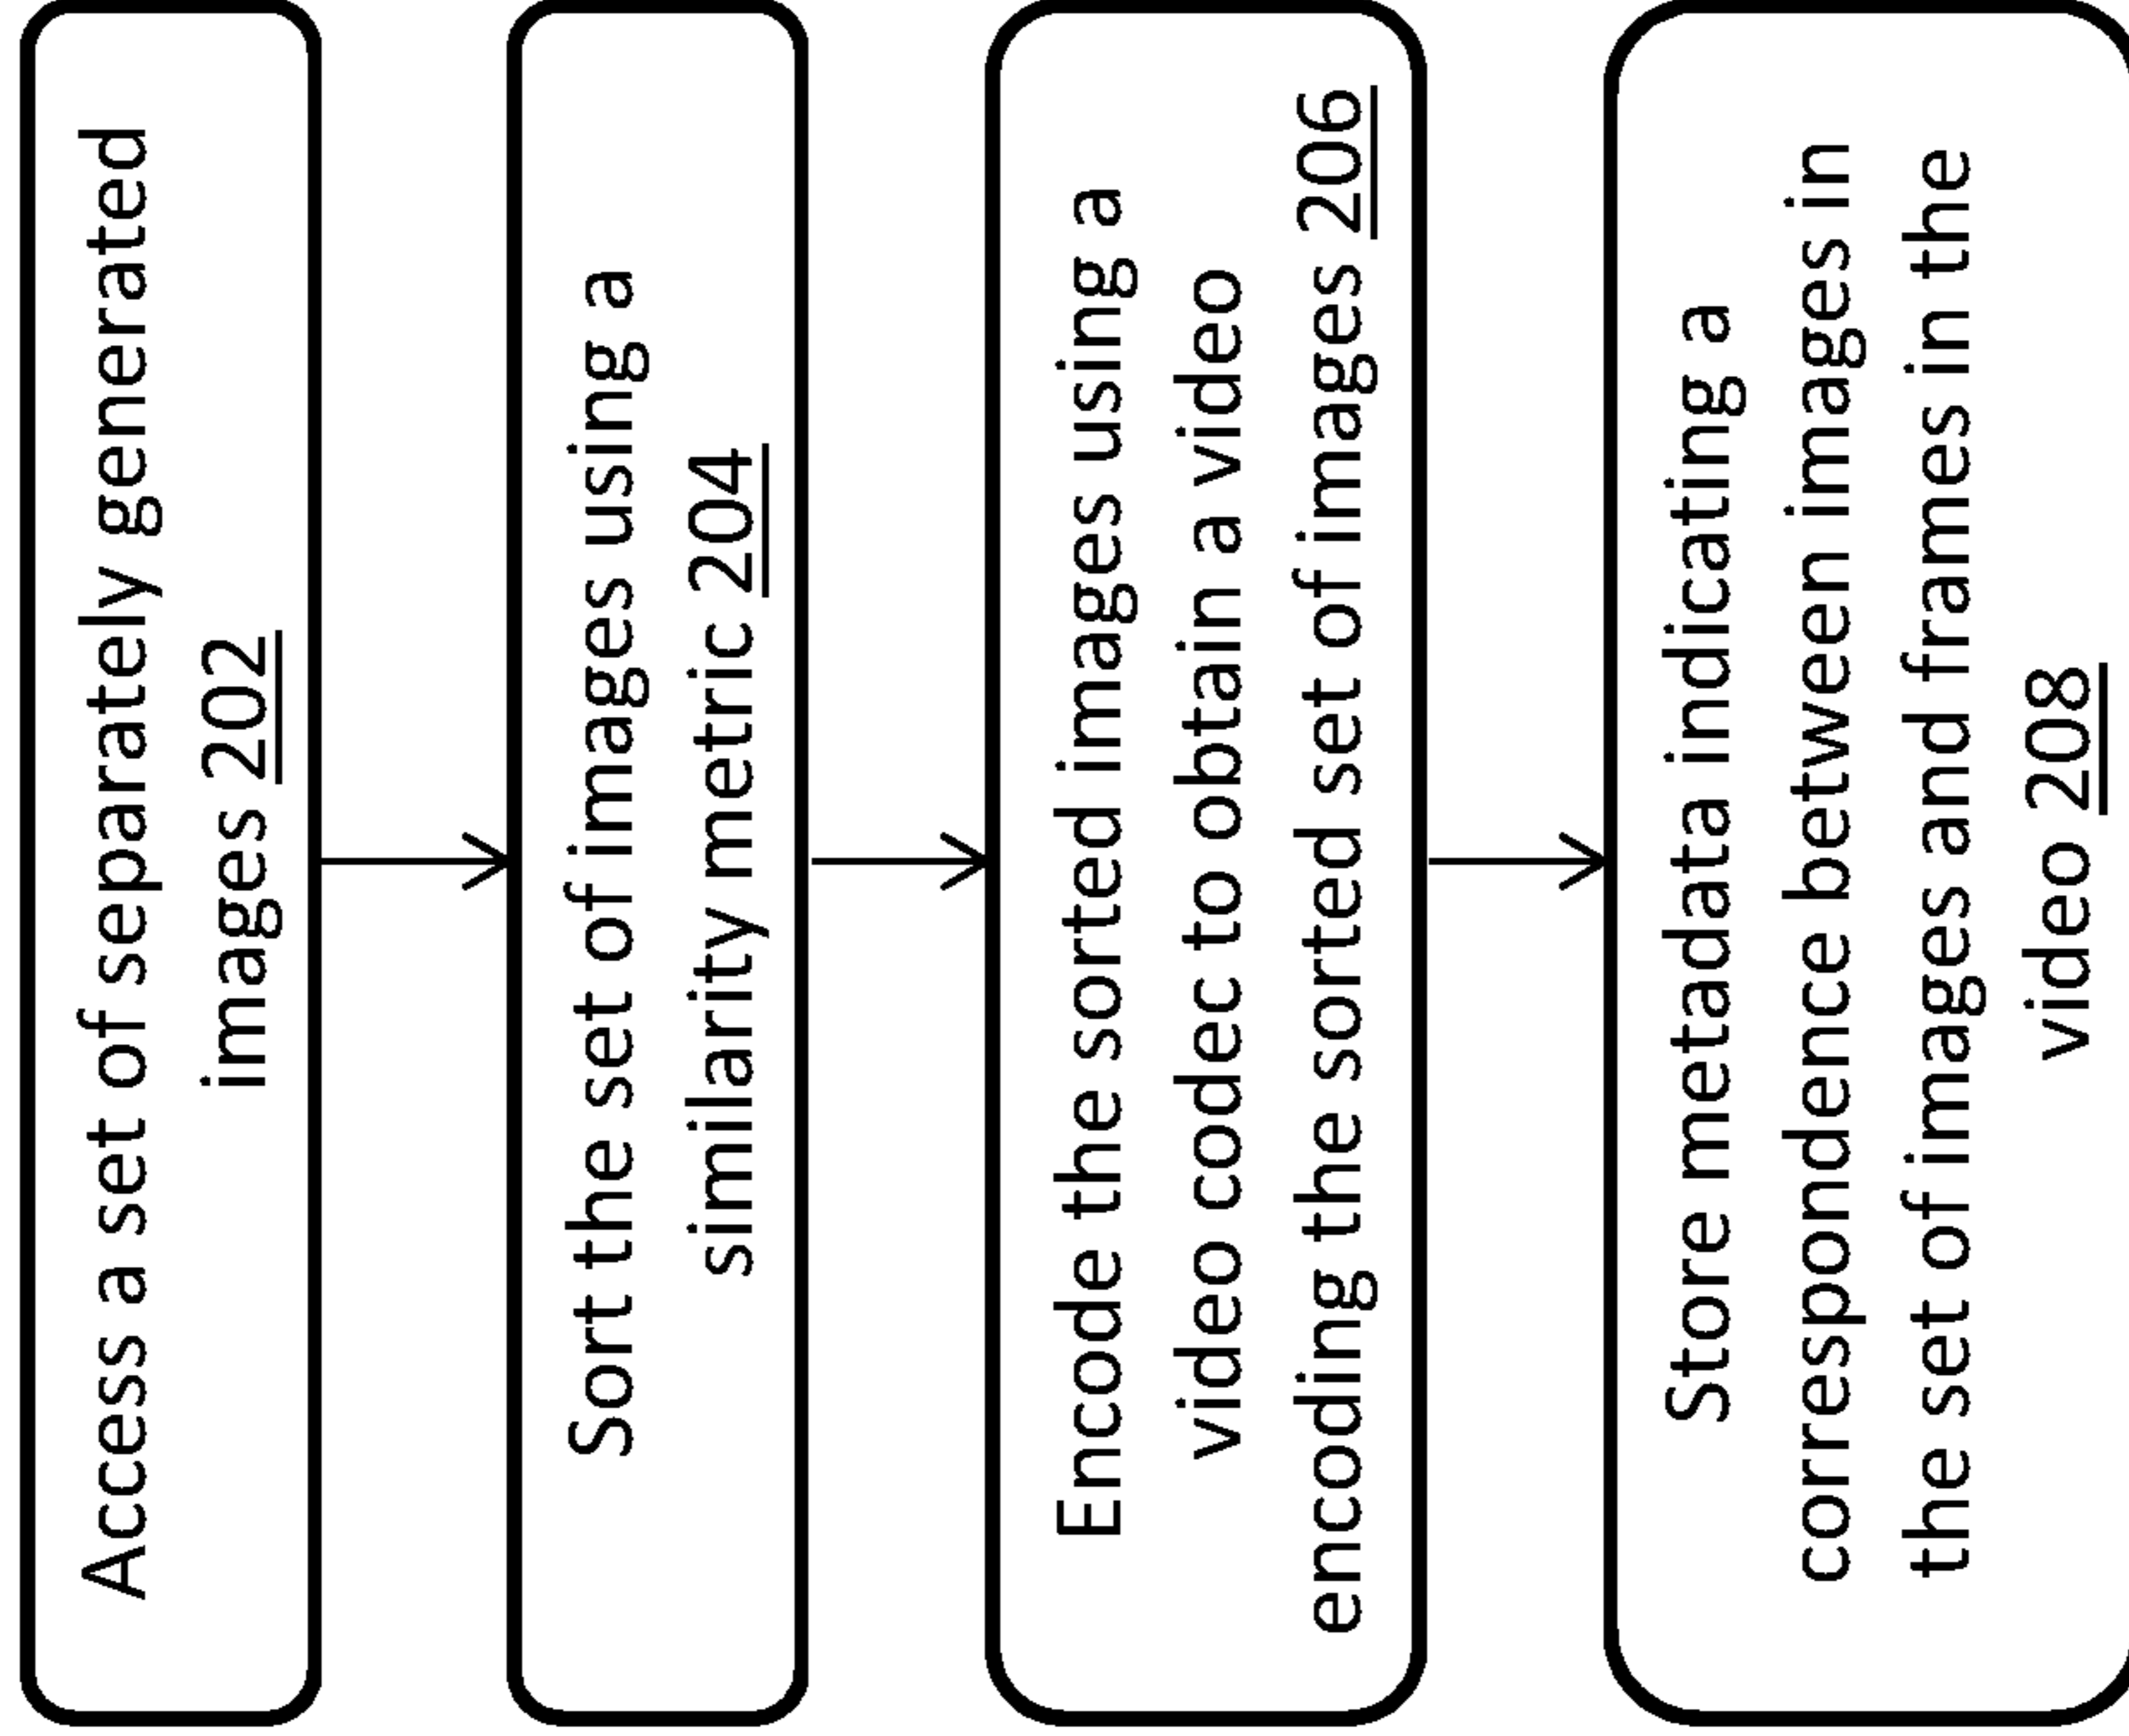 Access a set of separately generated
images 202
Sort the set of images using a
similarity metric 204
Encode the sorted images using a
video codec to obtain a video
encoding the sorted set of images 206
Store metadata indicating a
correspondence between images in
the set of images and frames in the
video 208